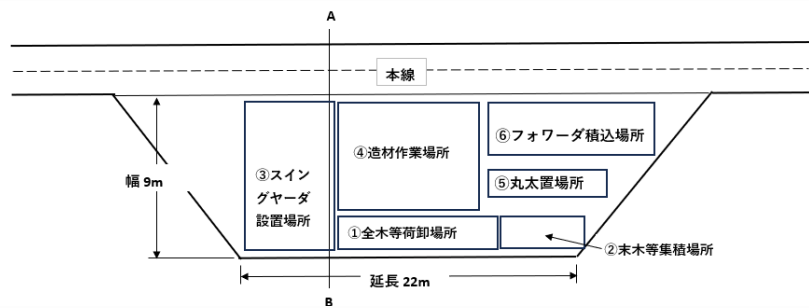 A
本線
③スイン
グヤーダ
設置場所
④造材作業場所
⑥フォワーダ積込場所
⑤丸太置場所
幅 9m
①全木等荷卸場所
②末木等集積場所
延長 22m
B